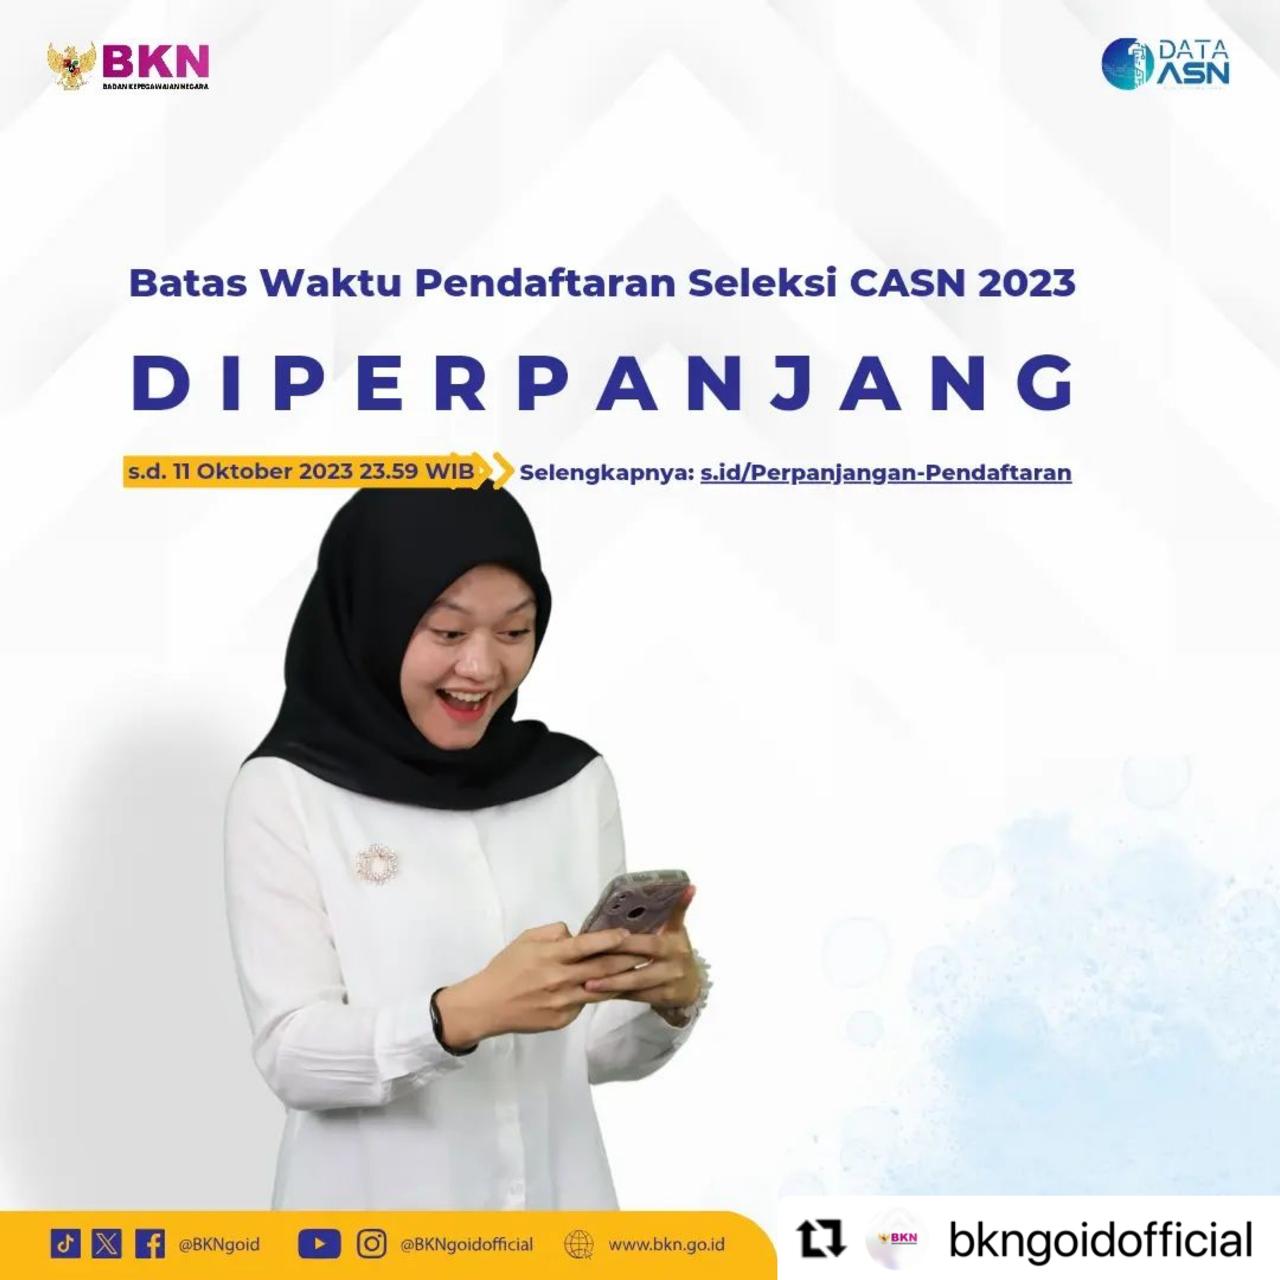 BKN
BADAN KEPEGAWAIAN NEGARA
DATA
ASN
Batas Waktu Pendaftaran Seleksi CASN 2023
DIPERPANJANG
s.d. 11 Oktober 2023 23.59 WIB
Selengkapnya: s.id/Perpanjangan-Pendaftaran
@BKNgoid
@BKNgoidofficial
www.bkn.go.id
BKN
bkngoidofficial